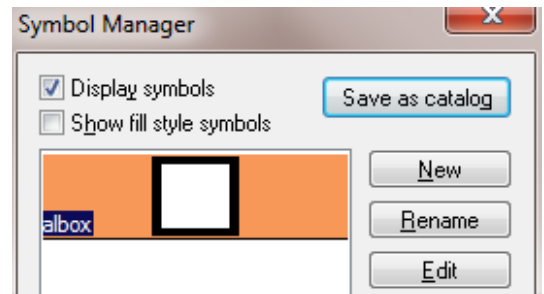 Symbol Manager
Display symbols
Save as catalog
Show fill style symbols
New
albox
Rename
Edit